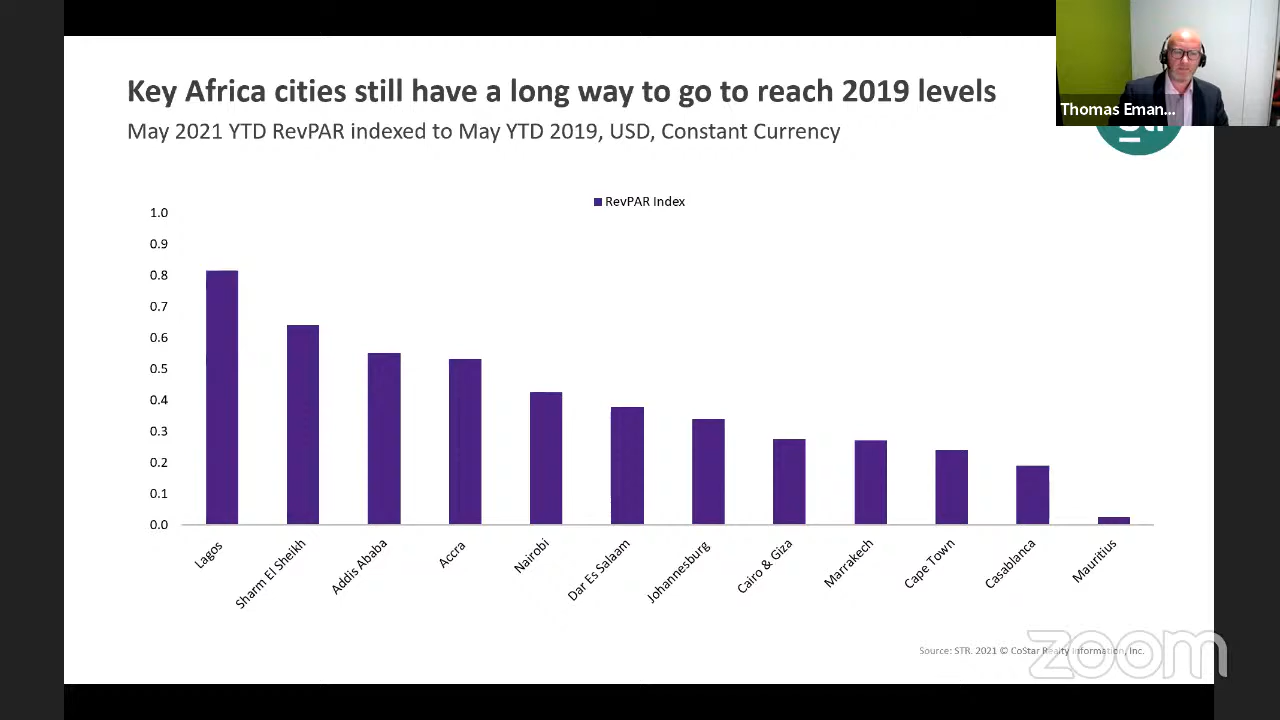 Key Africa cities still have a long way to go to reach 2019 levels
May 2021 YTD RevPAR indexed to May YTD 2019, USD, Constant Currency
Thomas Eman...
RevPAR Index
1.0
0.9
0.8
0.7
0.6
0.5
0.4
0.3
0.2
0.1
0.0
Lagos
Sharm El Sheikh
Addis Ababa
Accra
Nairobi
Dar Es Salaam
Johannesburg
Cairo & Giza
Marrakech
Cape Town
Casablanca
Mauritius
Source: STR. 2021 © CoStar Realty Information, Inc.
zoom